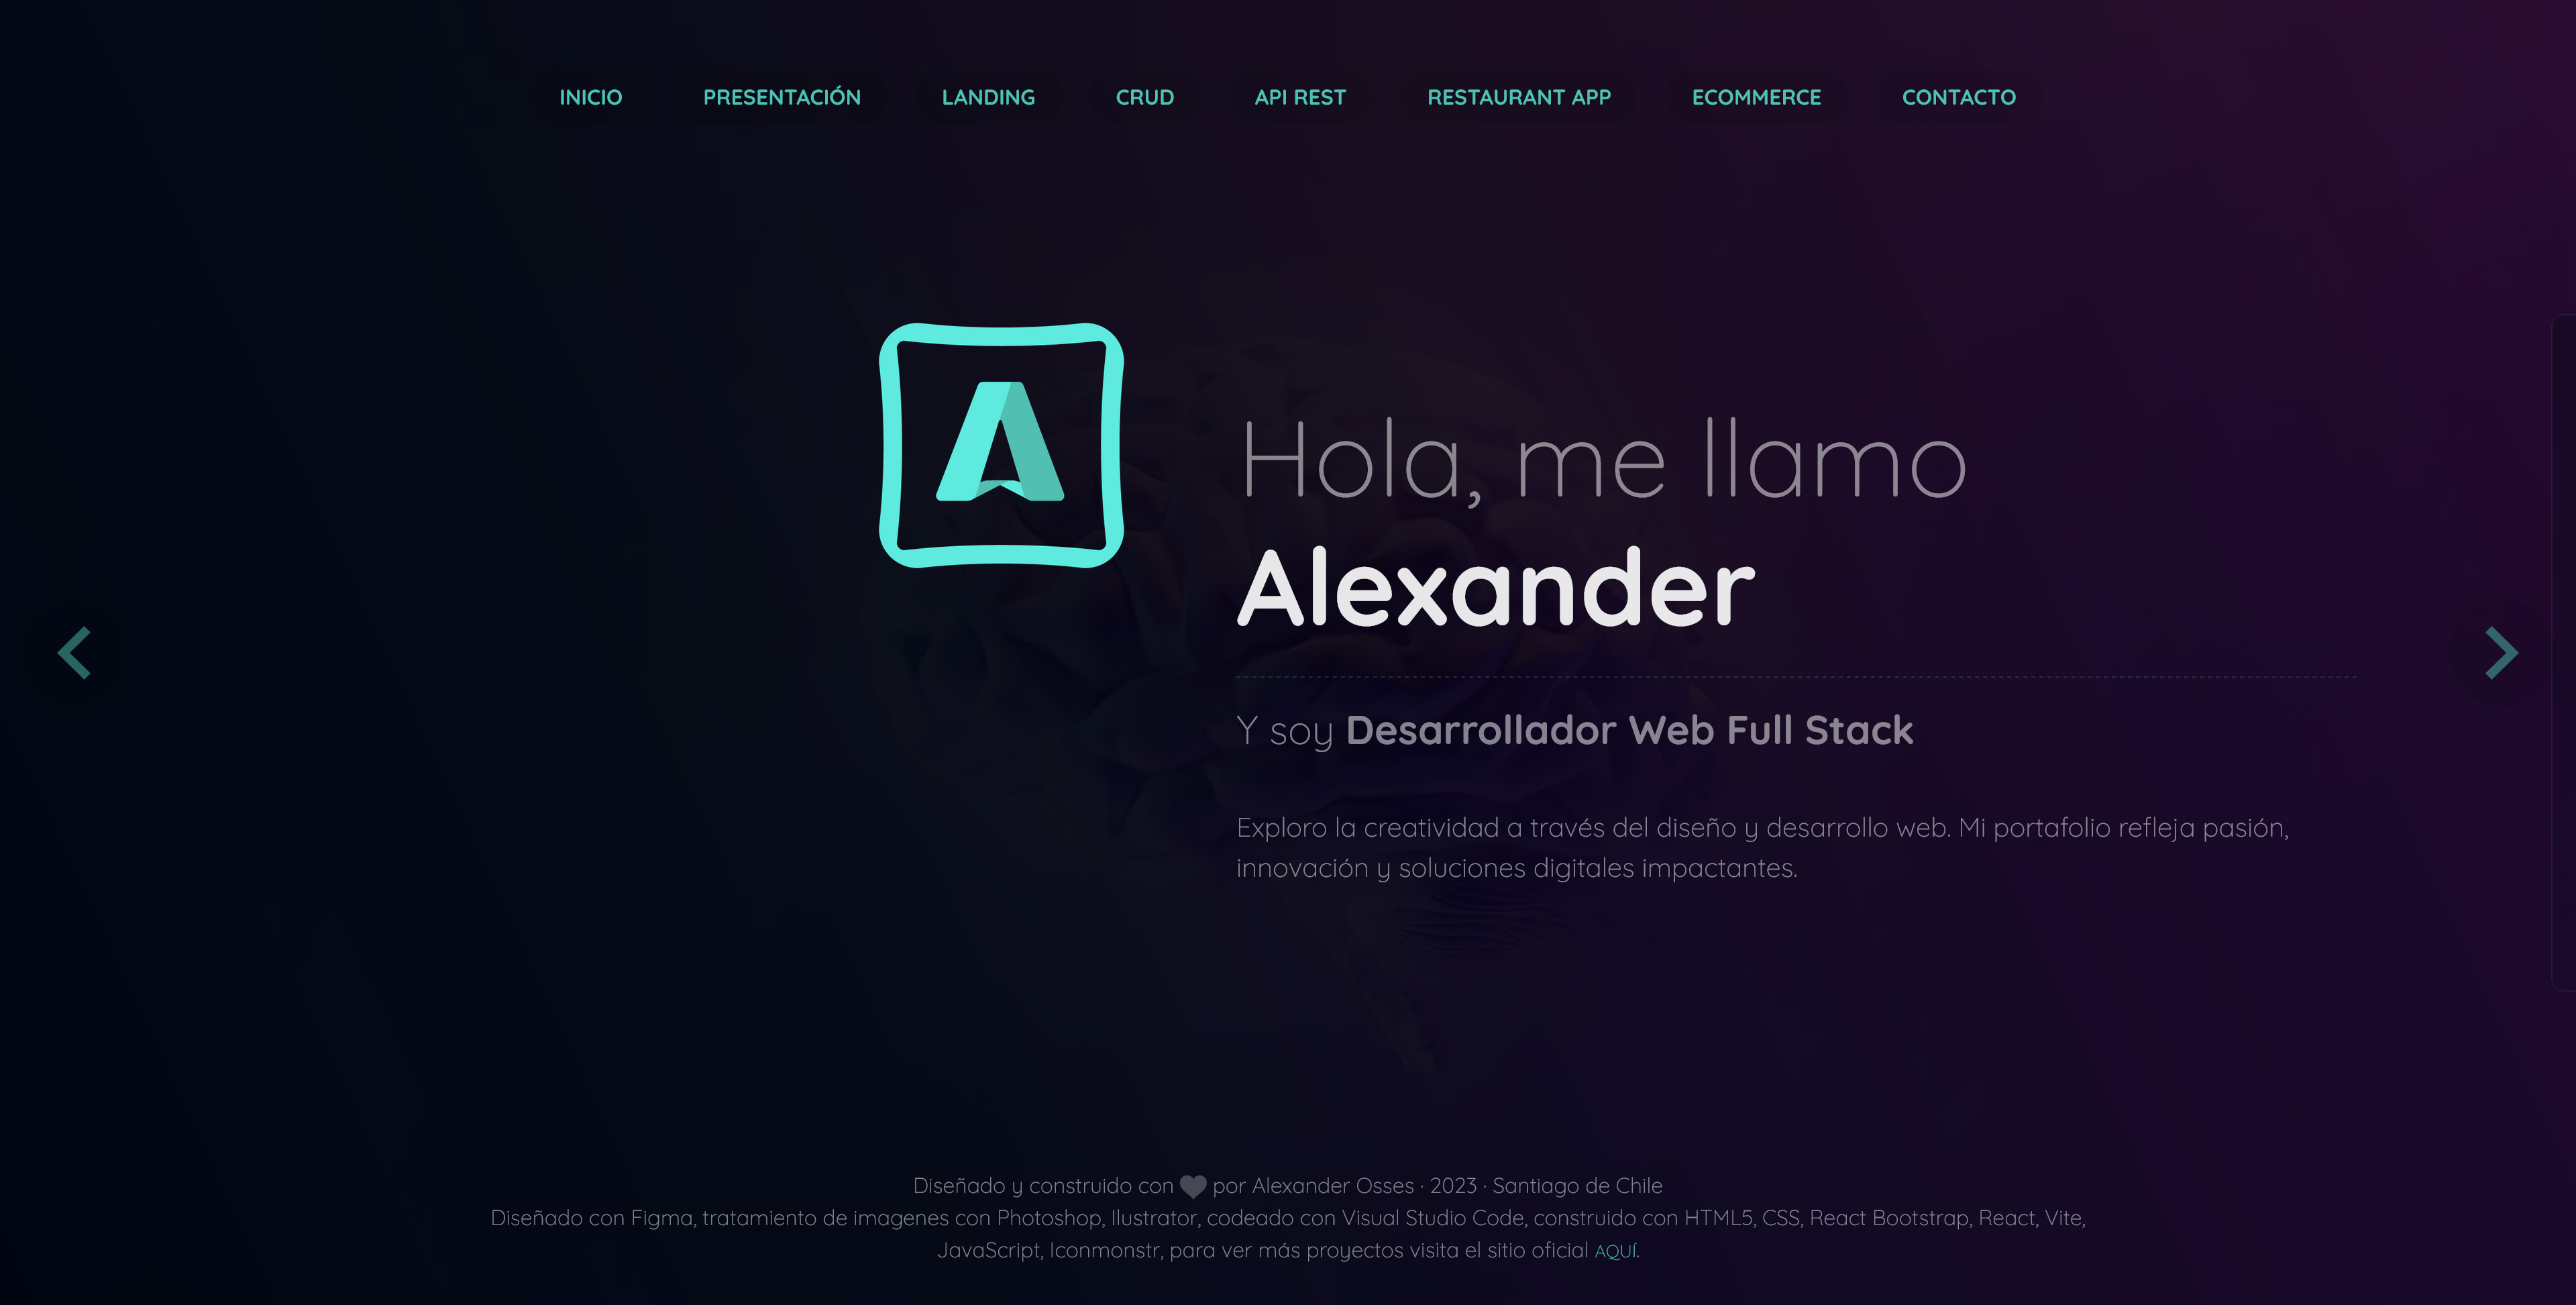 INICIO PRESENTACIÓN LANDING CRUD API REST RESTAURANT APP ECOMMERCE CONTACTO
A
Hola, me llamo
Alexander
Y soy Desarrollador Web Full Stack
Exploro la creatividad a través del diseño y desarrollo web. Mi portafolio refleja pasión,
innovación y soluciones digitales impactantes.
Diseñado y construido con por Alexander Osses · 2023 · Santiago de Chile
Diseñado con Figma, tratamiento de imagenes con Photoshop, Ilustrator, codeado con Visual Studio Code, construido con HTML5, CSS, React Bootstrap, React, Vite,
JavaScript, Iconmonstr, para ver más proyectos visita el sitio oficial AQUÍ.